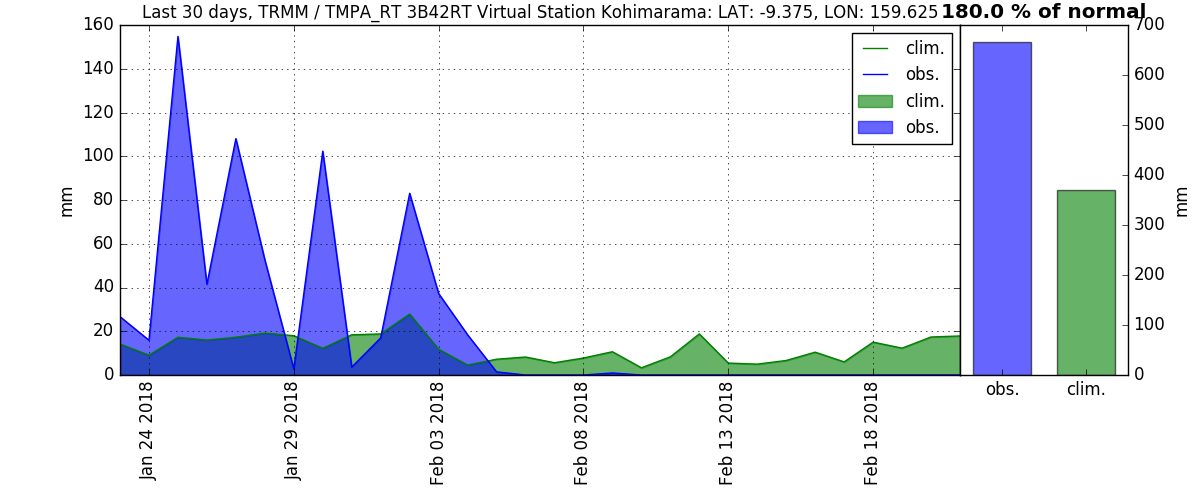 Last 30 days, TRMM / TMPA_RT 3B42RT Virtual Station Kohimarama: LAT: -9.375, LON: 159.625
180.0 % of normal
160
140
120
100
80
60
40
20
0
mm
clim.
obs.
clim.
obs.
Jan 24 2018
Jan 29 2018
Feb 03 2018
Feb 08 2018
Feb 13 2018
Feb 18 2018
700
600
500
400
300
200
100
0
mm
obs.
clim.